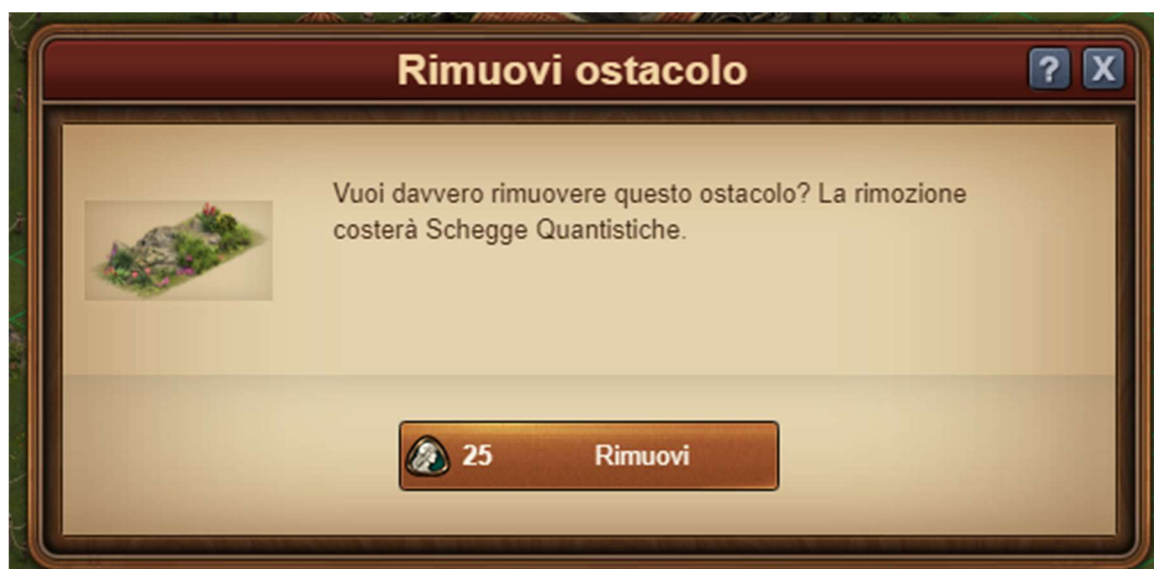 Rimuovi ostacolo
? X
Vuoi davvero rimuovere questo ostacolo? La rimozione
costerà Schegge Quantistiche.
25 Rimuovi